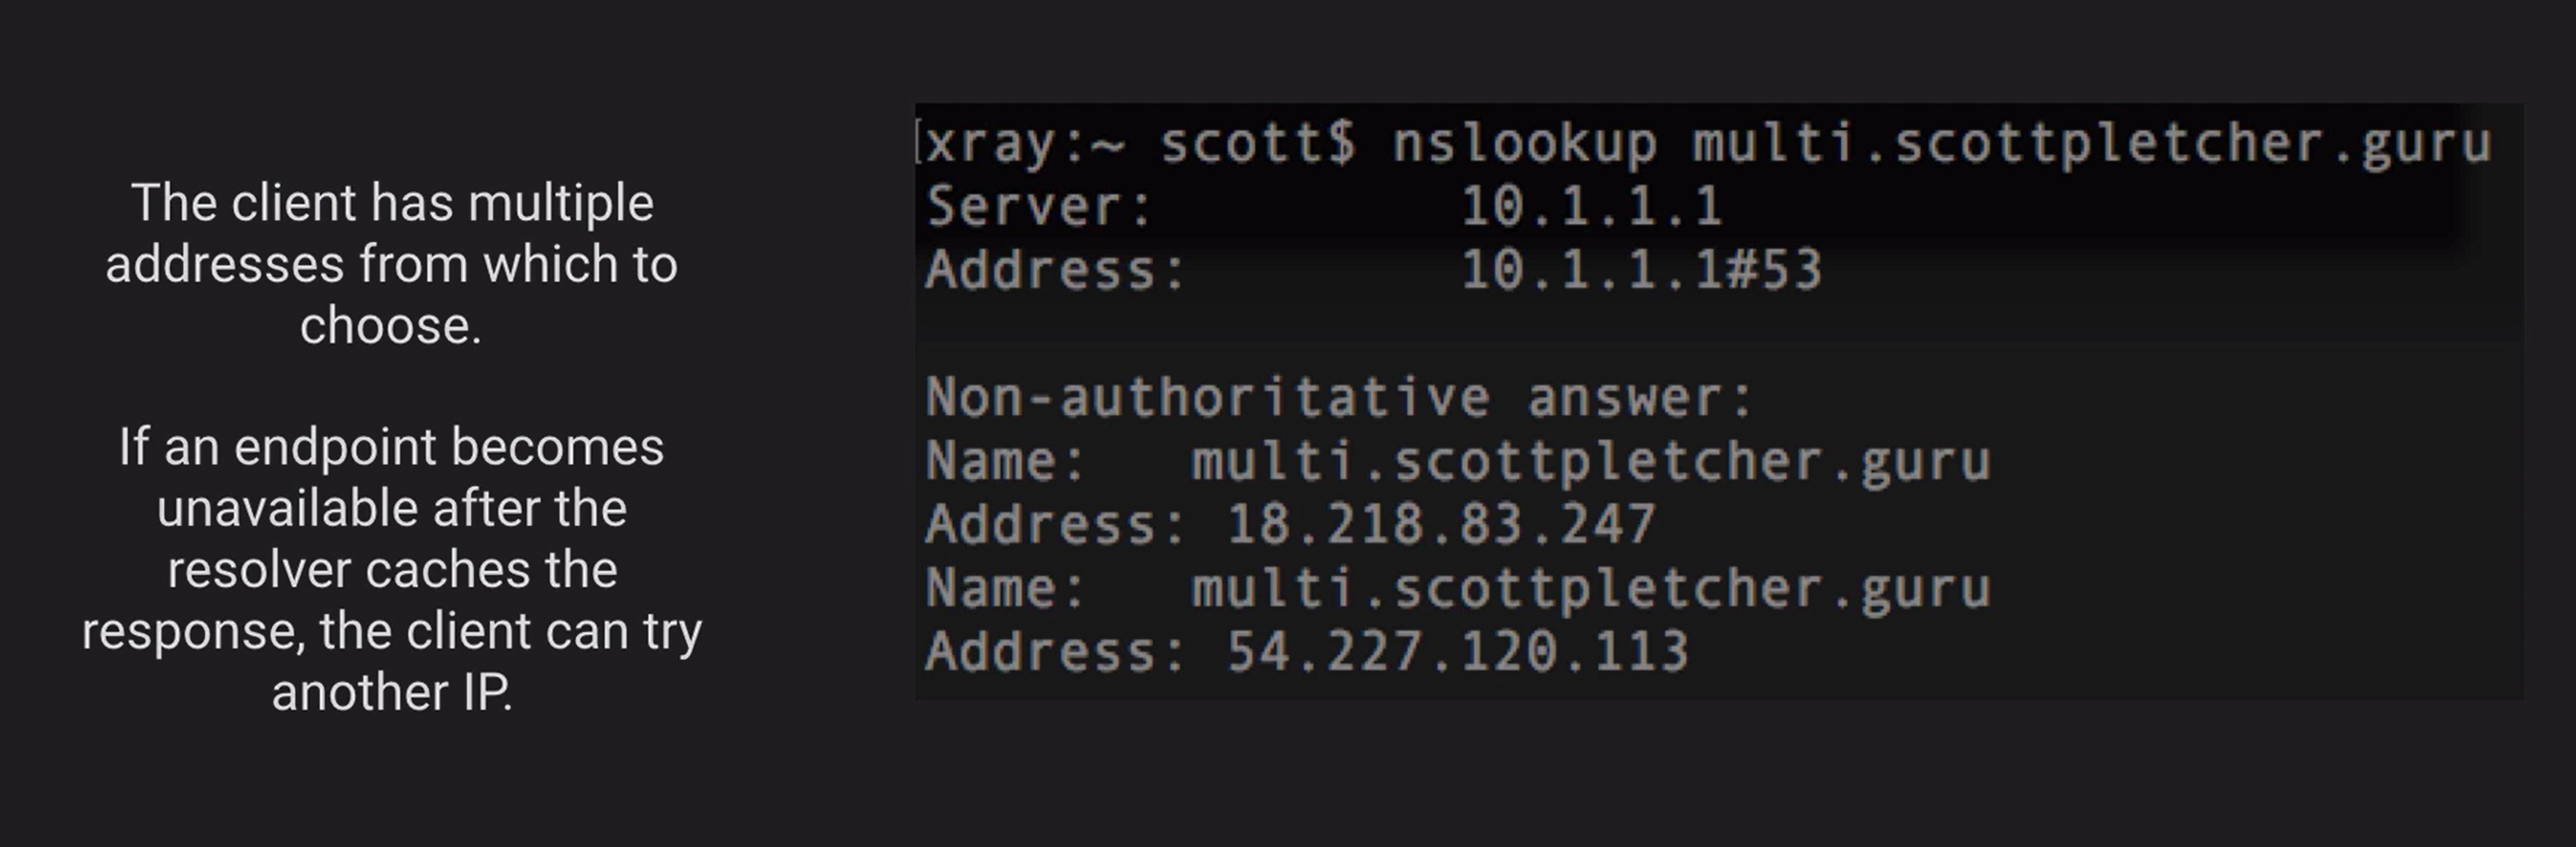 The client has multiple
addresses from which to
choose.
If an endpoint becomes
unavailable after the
resolver caches the
response, the client can try
another IP.
[xray:~ scott$ nslookup multi.scottpletcher.guru
Server: 10.1.1.1
Address: 10.1.1.1#53
Non-authoritative answer:
Name: multi.scottpletcher.guru
Address: 18.218.83.247
Name: multi.scottpletcher.guru
Address: 54.227.120.113